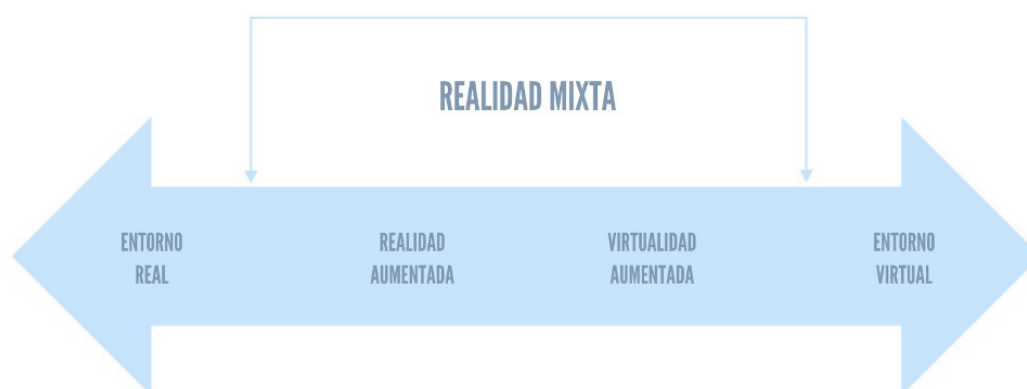 REALIDAD MIXTA
ENTORNO
REAL
REALIDAD
AUMENTADA
VIRTUALIDAD
AUMENTADA
ENTORNO
VIRTUAL